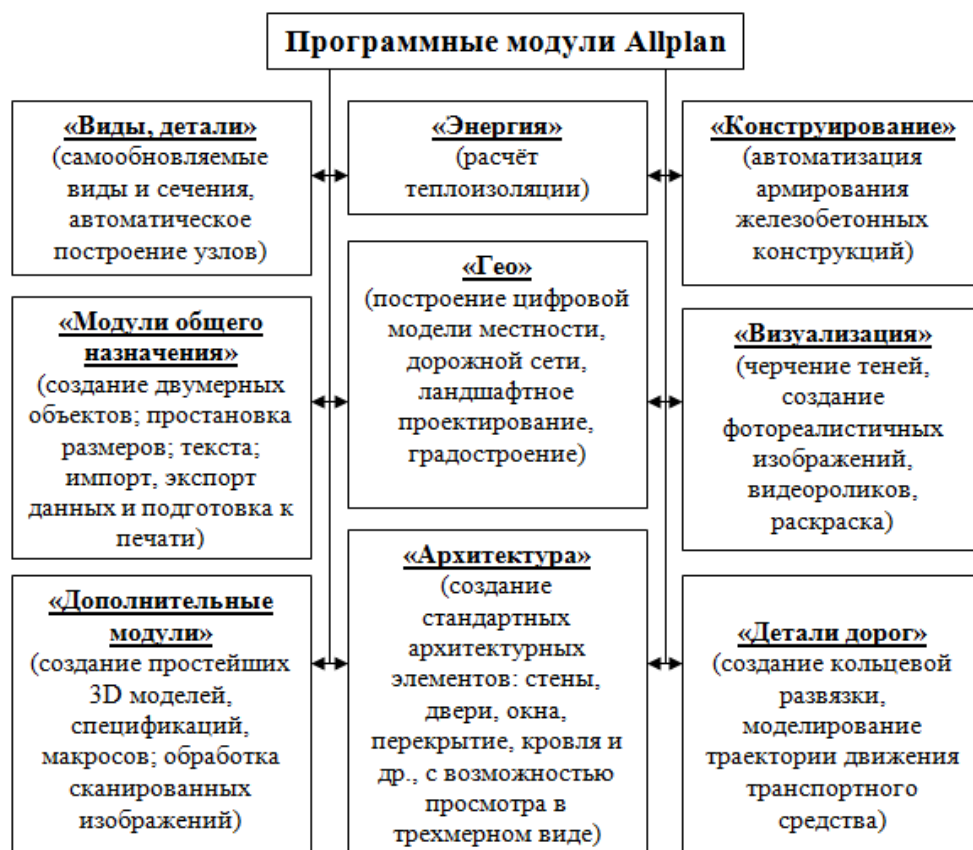 Программные модули Allplan
«Виды, детали»
(самообновляемые
виды и сечения,
автоматическое
построение узлов)
«Энергия»
(расчёт
теплоизоляции)
«Конструирование»
(автоматизация
армирования
железобетонных
конструкций)
«Модули общего
назначения»
(создание двумерных
объектов; простановка
размеров; текста;
импорт, экспорт
данных и подготовка к
печати)
«Гео»
(построение цифровой
модели местности,
дорожной сети,
ландшафтное
проектирование,
градостроение)
«Визуализация»
(черчение теней,
создание
фотореалистичных
изображений,
видеороликов,
раскраска)
«Дополнительные
модули»
(создание простейших
3D моделей,
спецификаций,
макросов; обработка
сканированных
изображений)
«Архитектура»
(создание
стандартных
архитектурных
элементов: стены,
двери, окна,
перекрытие, кровля и
др., с возможностью
просмотра в
трехмерном виде)
«Детали дорог»
(создание кольцевой
развязки,
моделирование
траектории движения
транспортного
средства)